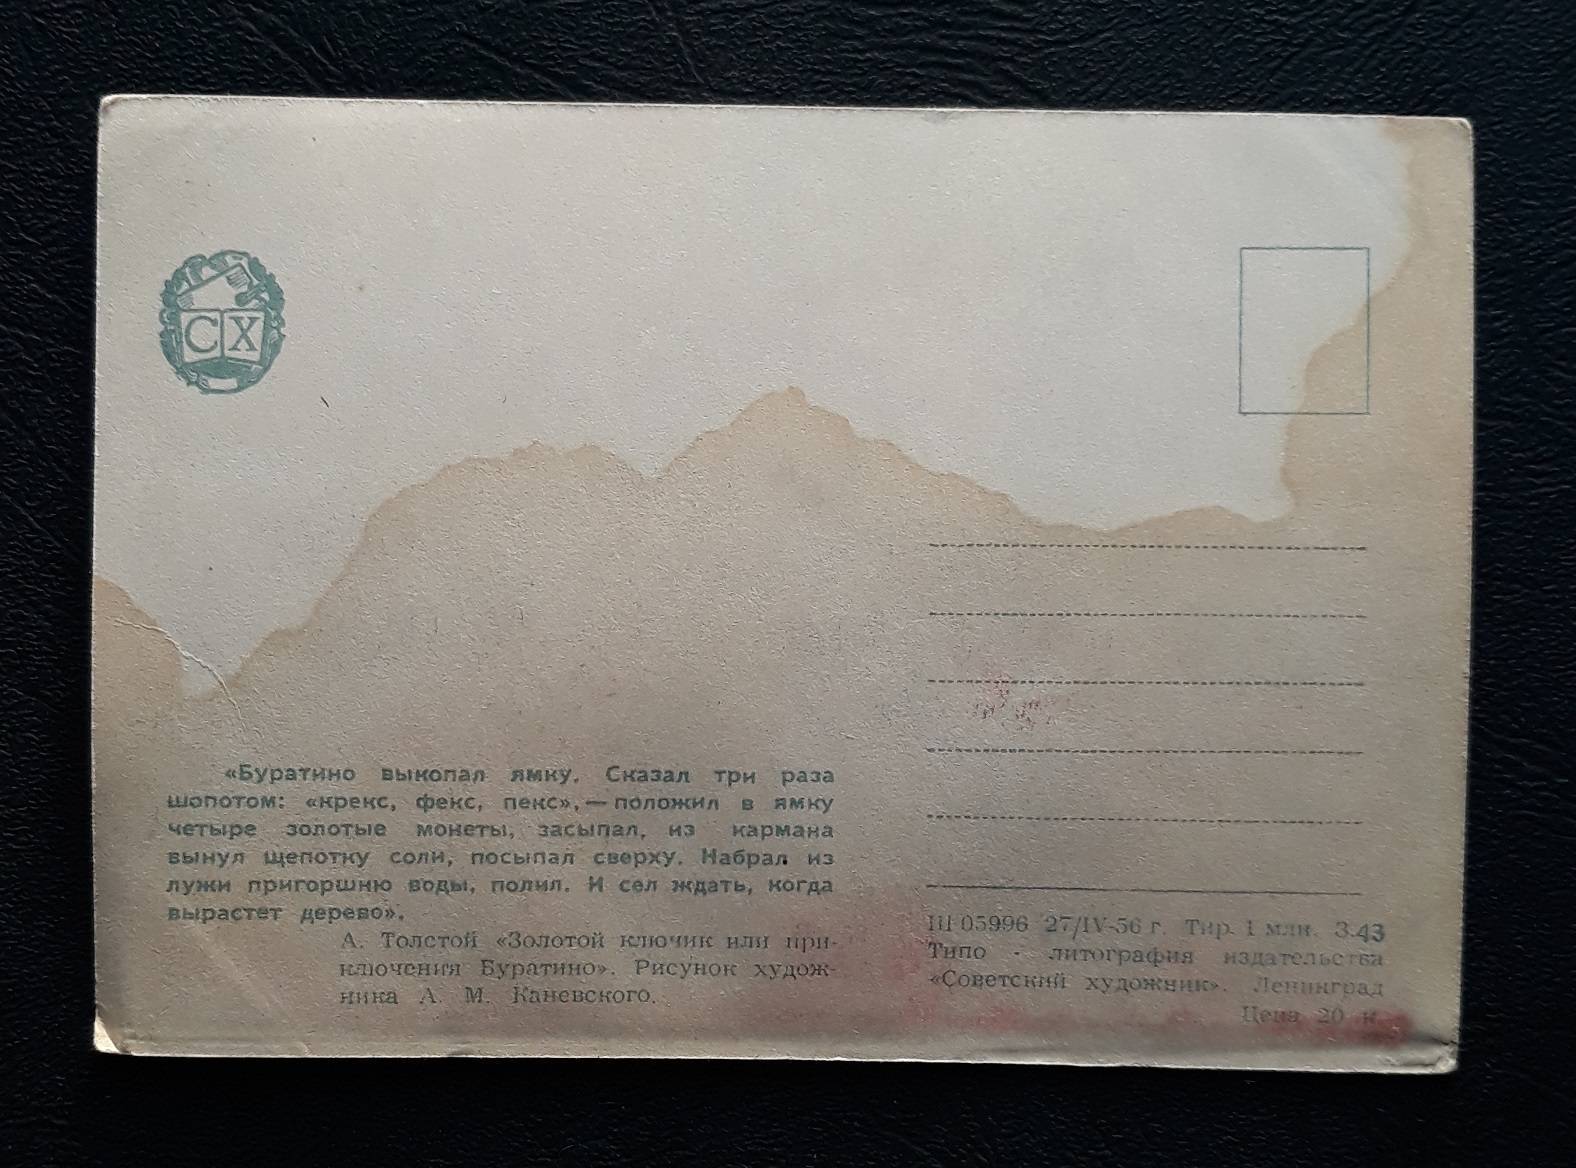 СХ
«Буратино выкопал ямку. Сказал три раза
шопотом: «крекс, фекс, пекс», — положил в ямку
четыре золотые монеты, засыпал, из кармана
вынул щепотку соли, посыпал сверху. Набрал из
лужи пригоршню воды, полил. И сел ждать, когда
вырастет дерево».
А. Толстой «Золотой ключик или при-
ключения Буратино». Рисунок худож-
ника А. М. Каневского.
Ш 05996 27/IV-56 г. Тир. 1 млн. З.43
Типо - литография издательства
«Советский художник». Ленинград
Цена 20 к.